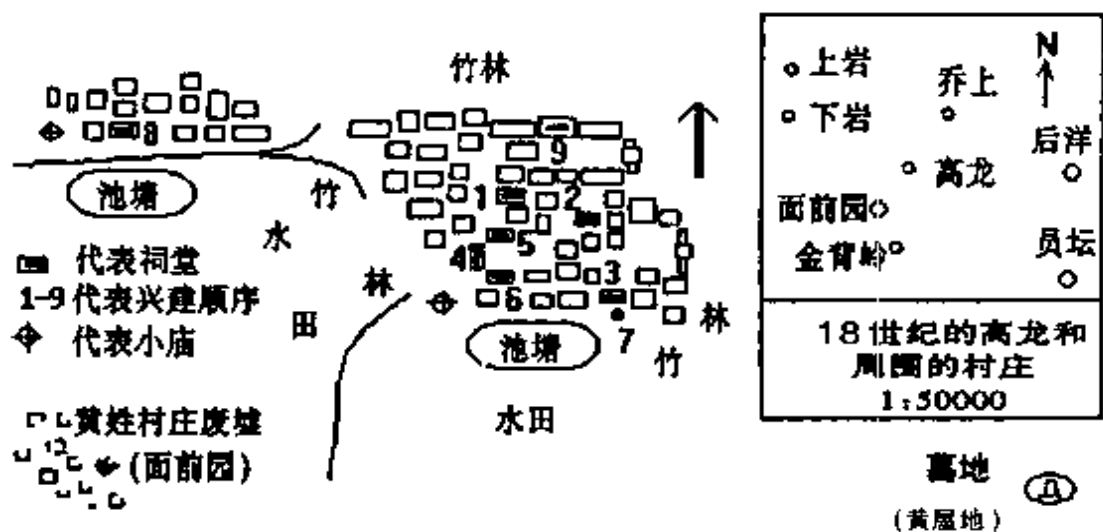 竹林
8
池塘
竹
水
林
田
代表祠堂
1-9代表兴建顺序
代表小庙
黄姓村庄废墟
(面前园)
9
1
2
5
4
3
6
7
池塘
竹
林
水田
N
上岩
乔上
下岩
后洋
高龙
面前园
金背岭
员坛
18世纪的高龙和
周围的村庄
1:50000
墓地
(黄屋地)